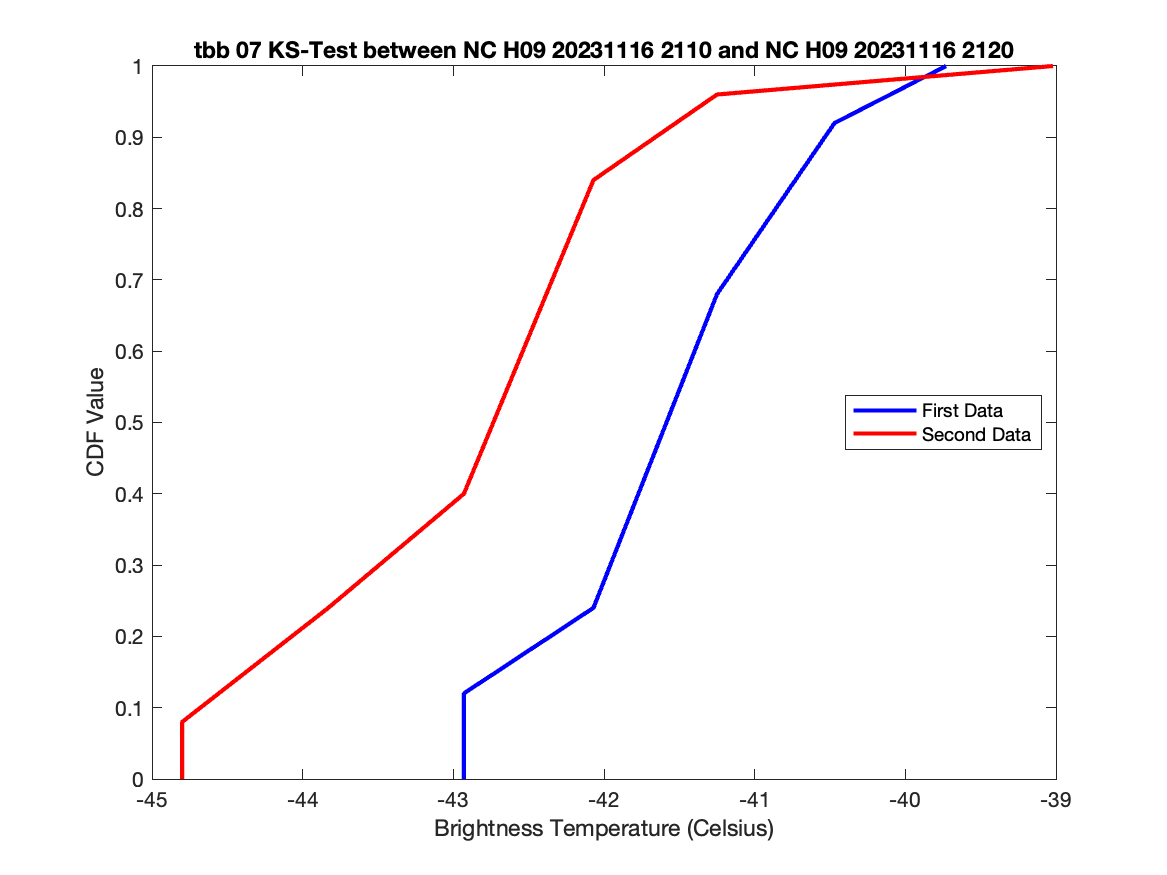 tbb 07 KS-Test between NC H09 20231116 2110 and NC H09 20231116 2120
1
0.9
0.8
0.7
0.6
0.5
0.4
0.3
0.2
0.1
0
CDF Value
First Data
Second Data
-45 -44 -43 -42 -41 -40 -39
Brightness Temperature (Celsius)